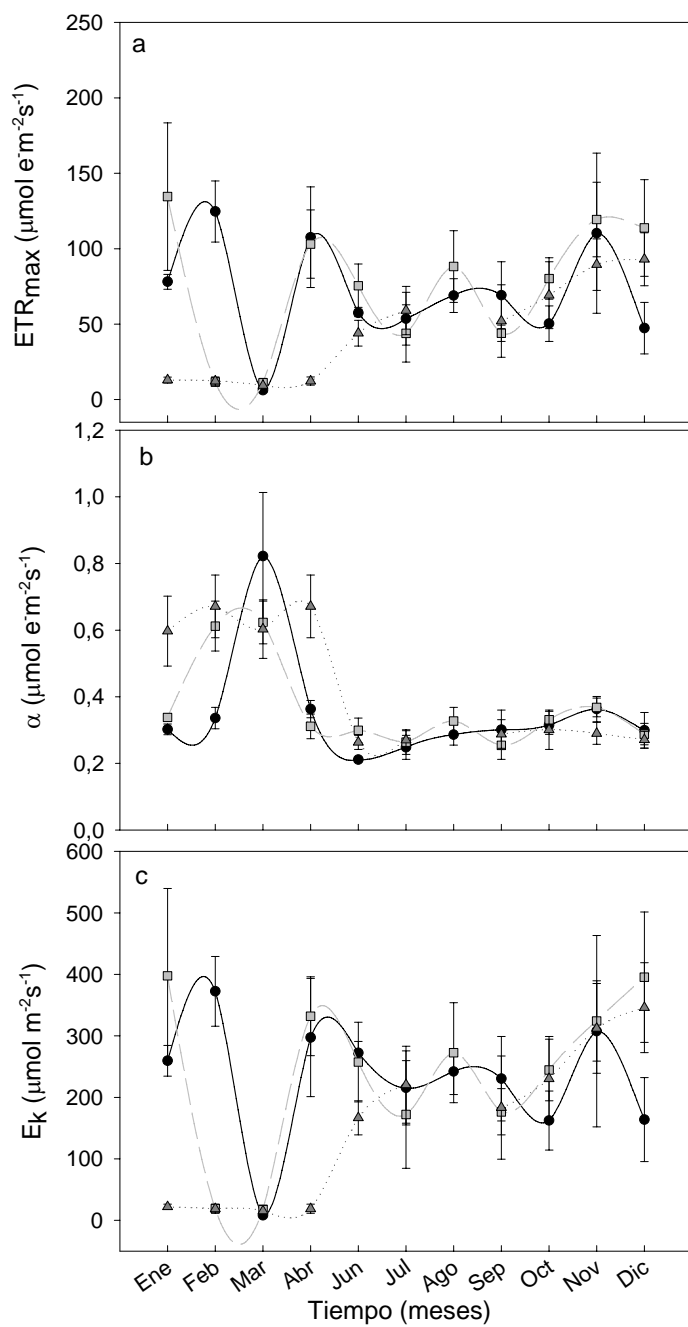 a
250
200
150
100
50
0
ETRmax (µmol e⁻m⁻²s⁻¹)
b
1,2
1,0
0,8
0,6
0,4
0,2
0,0
α (µmol e⁻m⁻²s⁻¹)
c
600
500
400
300
200
100
0
Ek (µmol m⁻²s⁻¹)
Ene Feb Mar Abr Jun Jul Ago Sep Oct Nov Dic
Tiempo (meses)